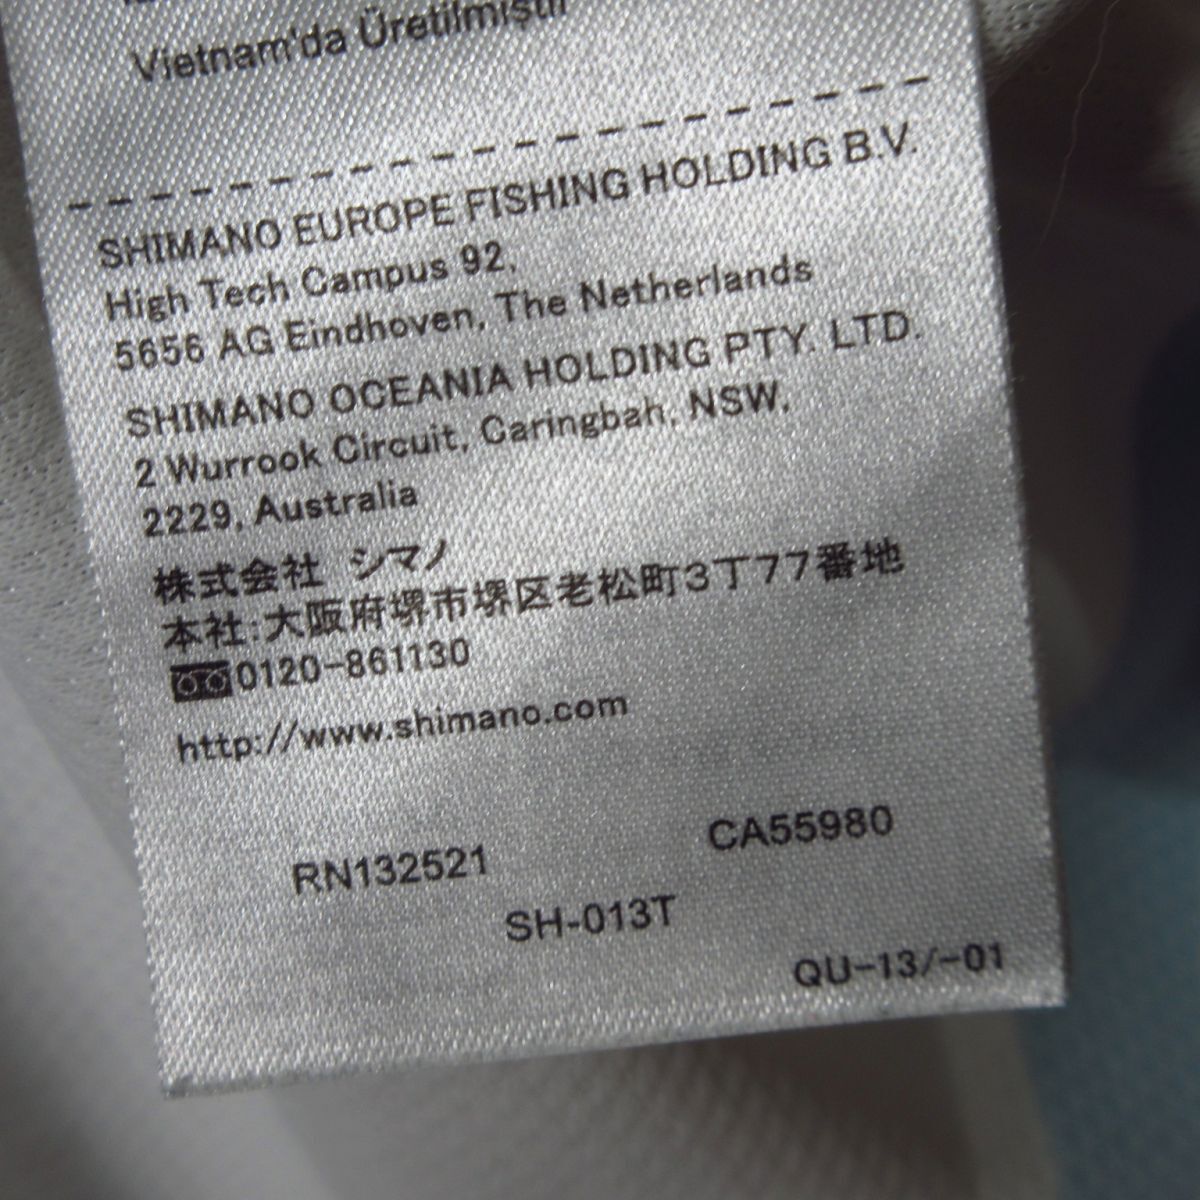 Vietnam'da Üretilmiştir
SHIMANO EUROPE FISHING HOLDING B.V.
High Tech Campus 92,
5656 AG Eindhoven, The Netherlands
SHIMANO OCEANIA HOLDING PTY. LTD.
2 Wurrook Circuit, Caringbah, NSW,
2229, Australia
株式会社 シマノ
本社:大阪府堺市堺区老松町3丁77番地
0120-861130
http://www.shimano.com
RN132521 CA55980
SH-013T
QU-13/-01